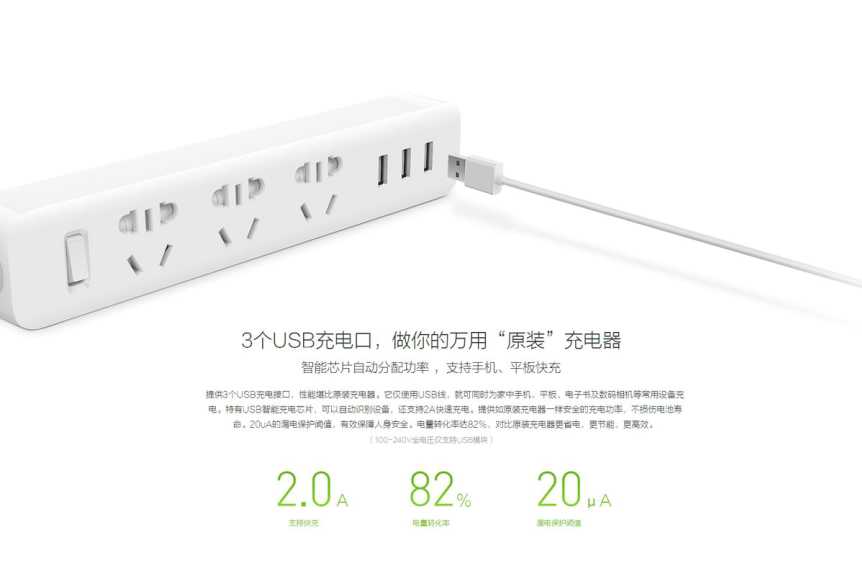 3个USB充电口，做你的万用“原装”充电器
智能芯片自动分配功率 ，支持手机、平板快充
提供3个USB充电接口，性能堪比原装充电器。它仅使用USB线，就可同时为家中手机，平板、电子书及数码相机等常用设备充
电。特有USB智能充电芯片，可以自动识别设备，还支持2A快速充电。提供如原装充电器一样安全的充电功率，不损伤电池寿
命。20uA的漏电保护阈值，有效保障人身安全。电量转化率达82%，对比原装充电器更省电，更节能，更高效。
（100-240V全电压仅支持USB模块）
2.0 A
82 %
20 μA
支持快充
电量转化率
漏电保护阈值